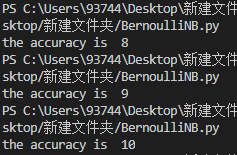 PS C:\Users\93744\Desktop\新建文件
sktop/新建文件夹/BernoulliNB.py
the accuracy is  8
PS C:\Users\93744\Desktop\新建文件
sktop/新建文件夹/BernoulliNB.py
the accuracy is  9
PS C:\Users\93744\Desktop\新建文件
sktop/新建文件夹/BernoulliNB.py
the accuracy is  10